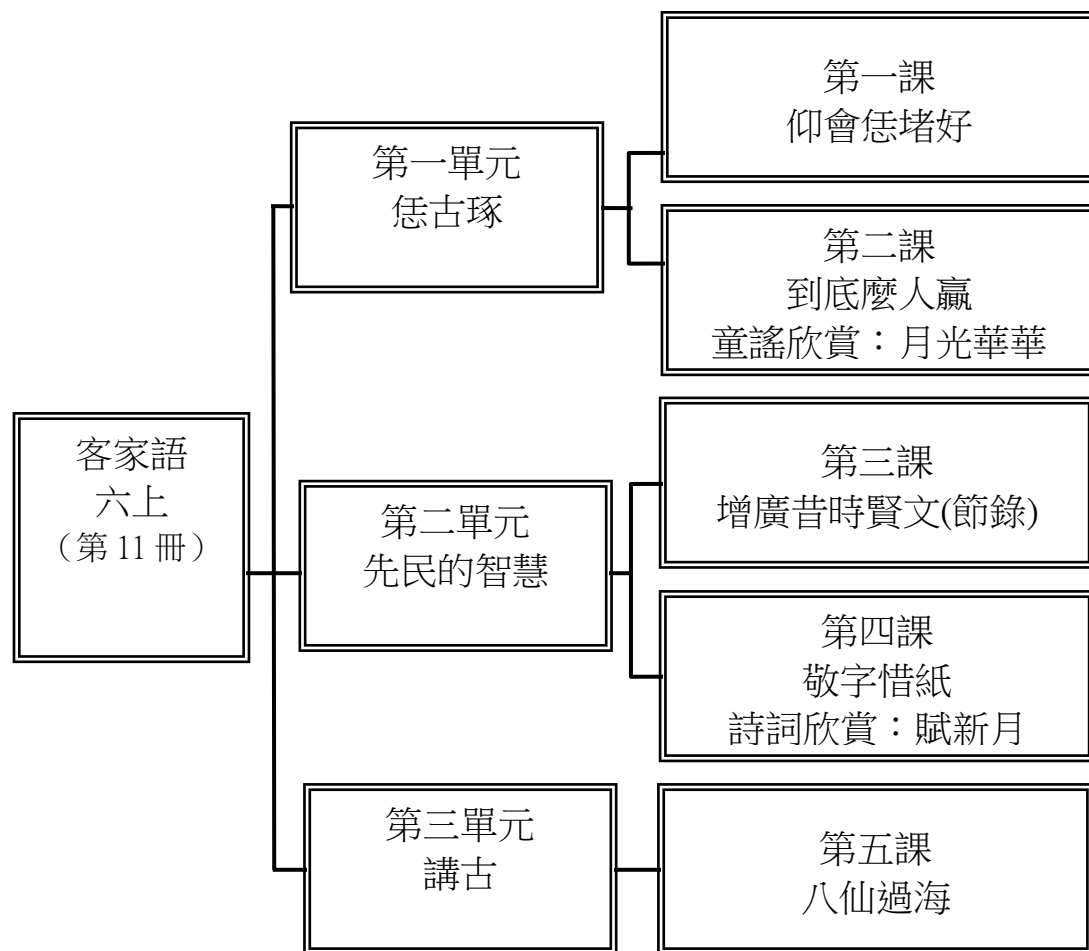 客家語
六上
（第 11 冊）
第一單元
恁古琢
第一課
仰會恁堵好
第二課
到底麼人贏
童謠欣賞：月光華華
第二單元
先民的智慧
第三課
增廣昔時賢文(節錄)
第四課
敬字惜紙
詩詞欣賞：賦新月
第三單元
講古
第五課
八仙過海